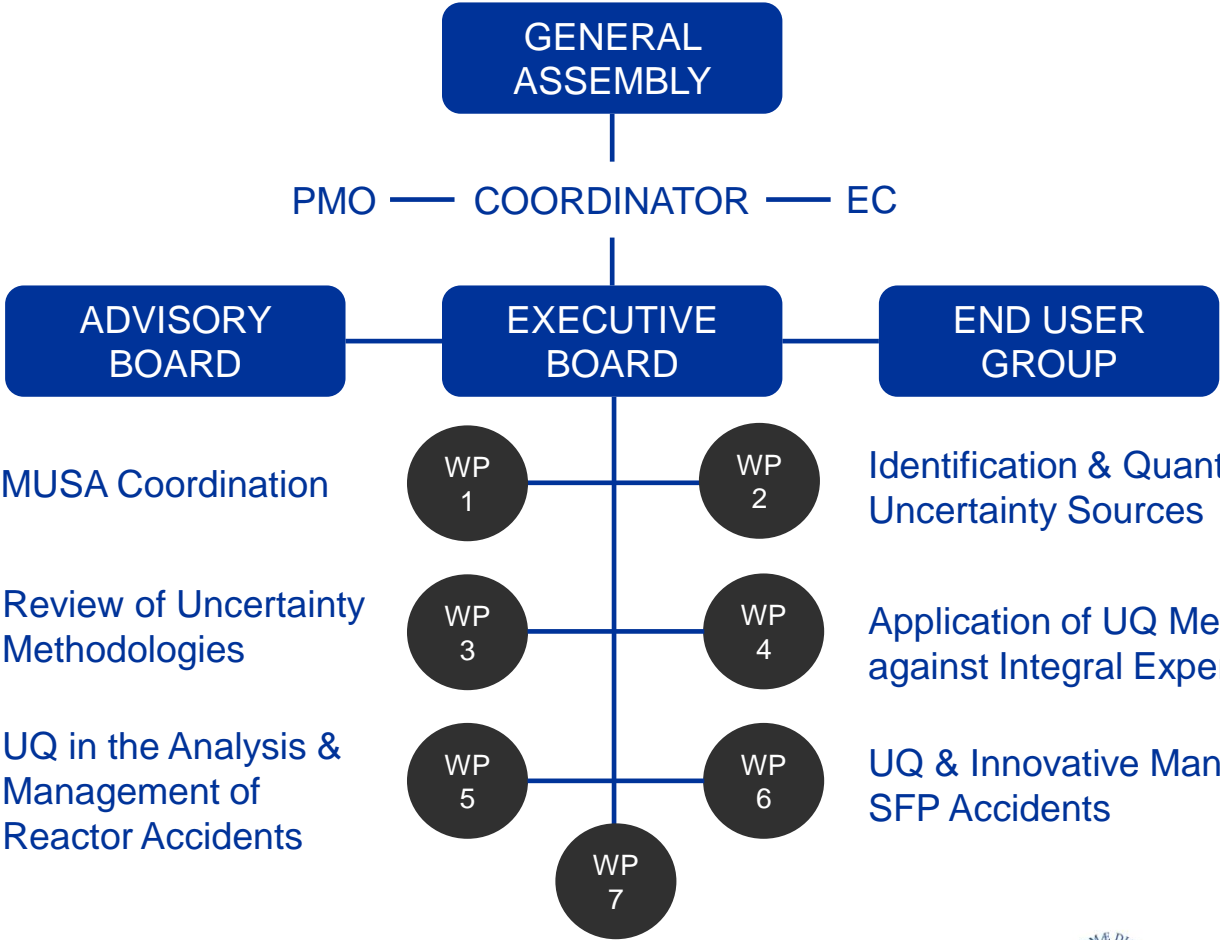 GENERAL
ASSEMBLY
PMO
COORDINATOR
EC
ADVISORY
BOARD
EXECUTIVE
BOARD
END USER
GROUP
MUSA Coordination
WP
1
WP
2
Identification & Quant
Uncertainty Sources
Review of Uncertainty
Methodologies
WP
3
WP
4
Application of UQ Me
against Integral Expe
UQ in the Analysis &
Management of
Reactor Accidents
WP
5
WP
6
UQ & Innovative Man
SFP Accidents
WP
7